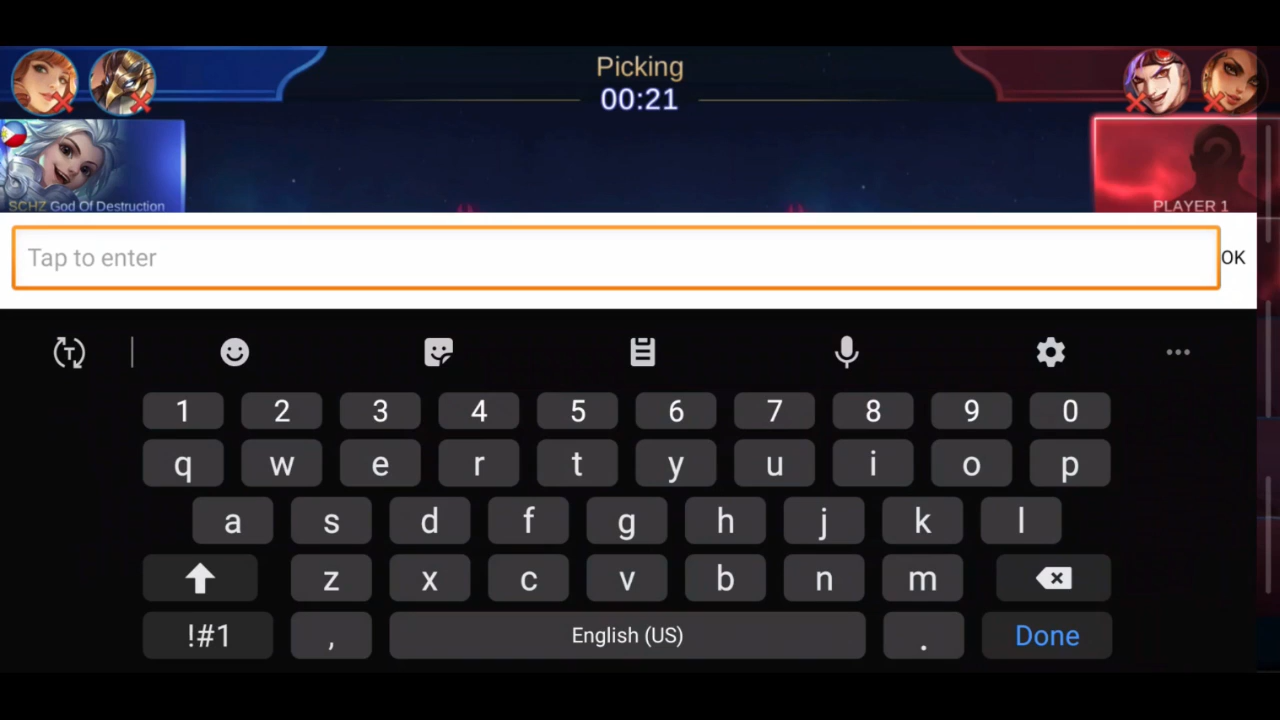 Picking
00:21
SCHZ God Of Destruction
PLAYER 1
Tap to enter
OK
1 2 3 4 5 6 7 8 9 0
q w e r t y u i o p
a s d f g h j k l
z x c v b n m
!#1 , English (US) . Done